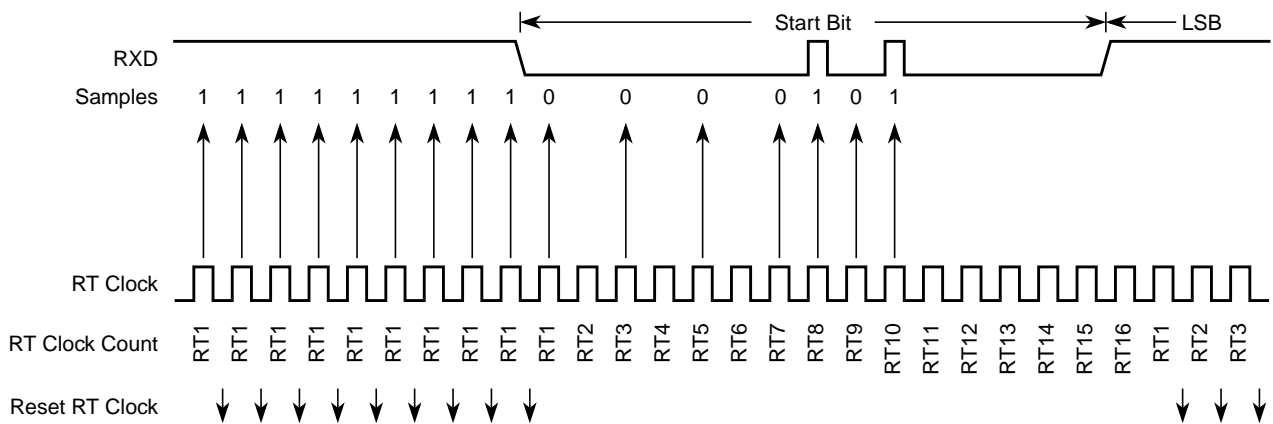 Start Bit LSB
RXD
Samples 1 1 1 1 1 1 1 1 1 0 0 0 0 1 0 1
RT Clock
RT Clock Count RT1 RT1 RT1 RT1 RT1 RT1 RT1 RT1 RT1 RT1 RT2 RT3 RT4 RT5 RT6 RT7 RT8 RT9 RT10 RT11 RT12 RT13 RT14 RT15 RT16 RT1 RT2 RT3
Reset RT Clock